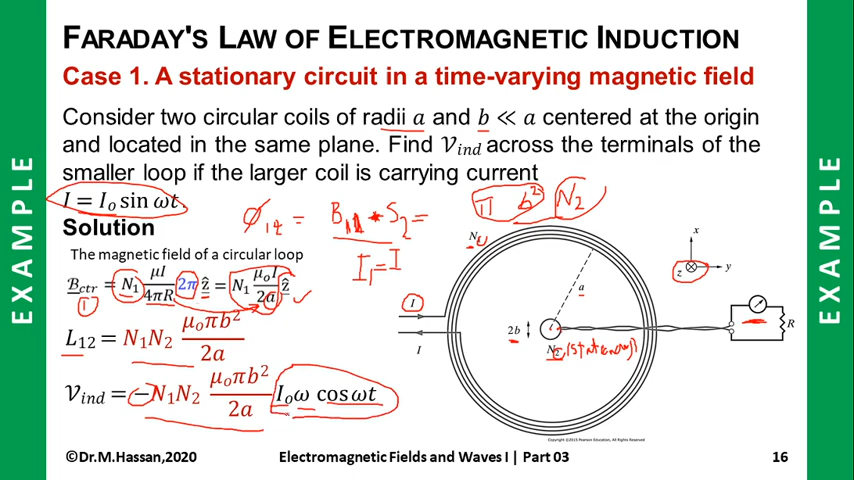 FARADAY'S LAW OF ELECTROMAGNETIC INDUCTION
Case 1. A stationary circuit in a time-varying magnetic field
Consider two circular coils of radii a and b ≪ a centered at the origin
and located in the same plane. Find 𝒱ind across the terminals of the
smaller loop if the larger coil is carrying current
I = Io sin ωt.
Solution
The magnetic field of a circular loop
Bctr = N1 μI/4πR 2π ẑ = N1 μoI/2a ẑ
(1)
L12 = N1N2 μoπb²/2a
𝒱ind = −N1N2 μoπb²/2a Ioω cos ωt
ϕ12 = B12 * S2 = π b² N2
I1 = I
N1
I
I
a
2b
N2 (stationary)
x
z
y
R
EXAMPLE
EXAMPLE
Copyright ©2015 Pearson Education, All Rights Reserved
©Dr.M.Hassan,2020
Electromagnetic Fields and Waves I | Part 03
16